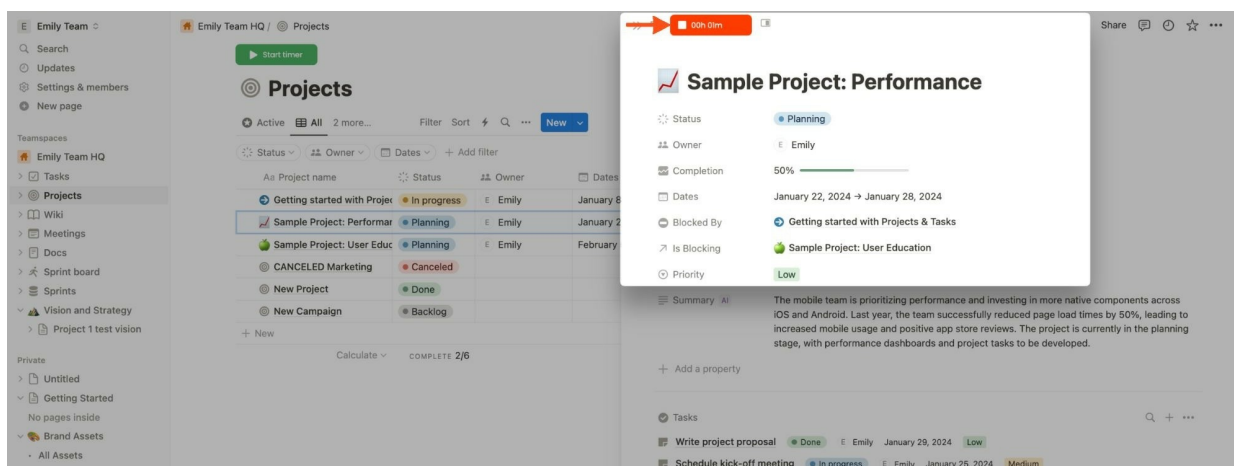 E Emily Team
Search
Updates
Settings & members
New page
Teamspaces
Emily Team HQ
Tasks
Projects
Wiki
Meetings
Docs
Sprint board
Sprints
Vision and Strategy
Project 1 test vision
Private
Untitled
Getting Started
No pages inside
Brand Assets
All Assets
Emily Team HQ / Projects
Start timer
Projects
Active All 2 more... Filter Sort New
Status Owner Dates + Add filter
Aa Project name Status Owner Dates
Getting started with Projec In progress E Emily January 8
Sample Project: Performan Planning E Emily January 2
Sample Project: User Educ Planning E Emily February
CANCELED Marketing Canceled
New Project Done
New Campaign Backlog
+ New
Calculate COMPLETE 2/6
00h 01m
Share
Sample Project: Performance
Status Planning
Owner E Emily
Completion 50%
Dates January 22, 2024 → January 28, 2024
Blocked By Getting started with Projects & Tasks
Is Blocking Sample Project: User Education
Priority Low
Summary AI The mobile team is prioritizing performance and investing in more native components across
iOS and Android. Last year, the team successfully reduced page load times by 50%, leading to
increased mobile usage and positive app store reviews. The project is currently in the planning
stage, with performance dashboards and project tasks to be developed.
+ Add a property
Tasks
Write project proposal Done E Emily January 29, 2024 Low
Schedule kick-off meeting In progress E Emily January 25, 2024 Medium